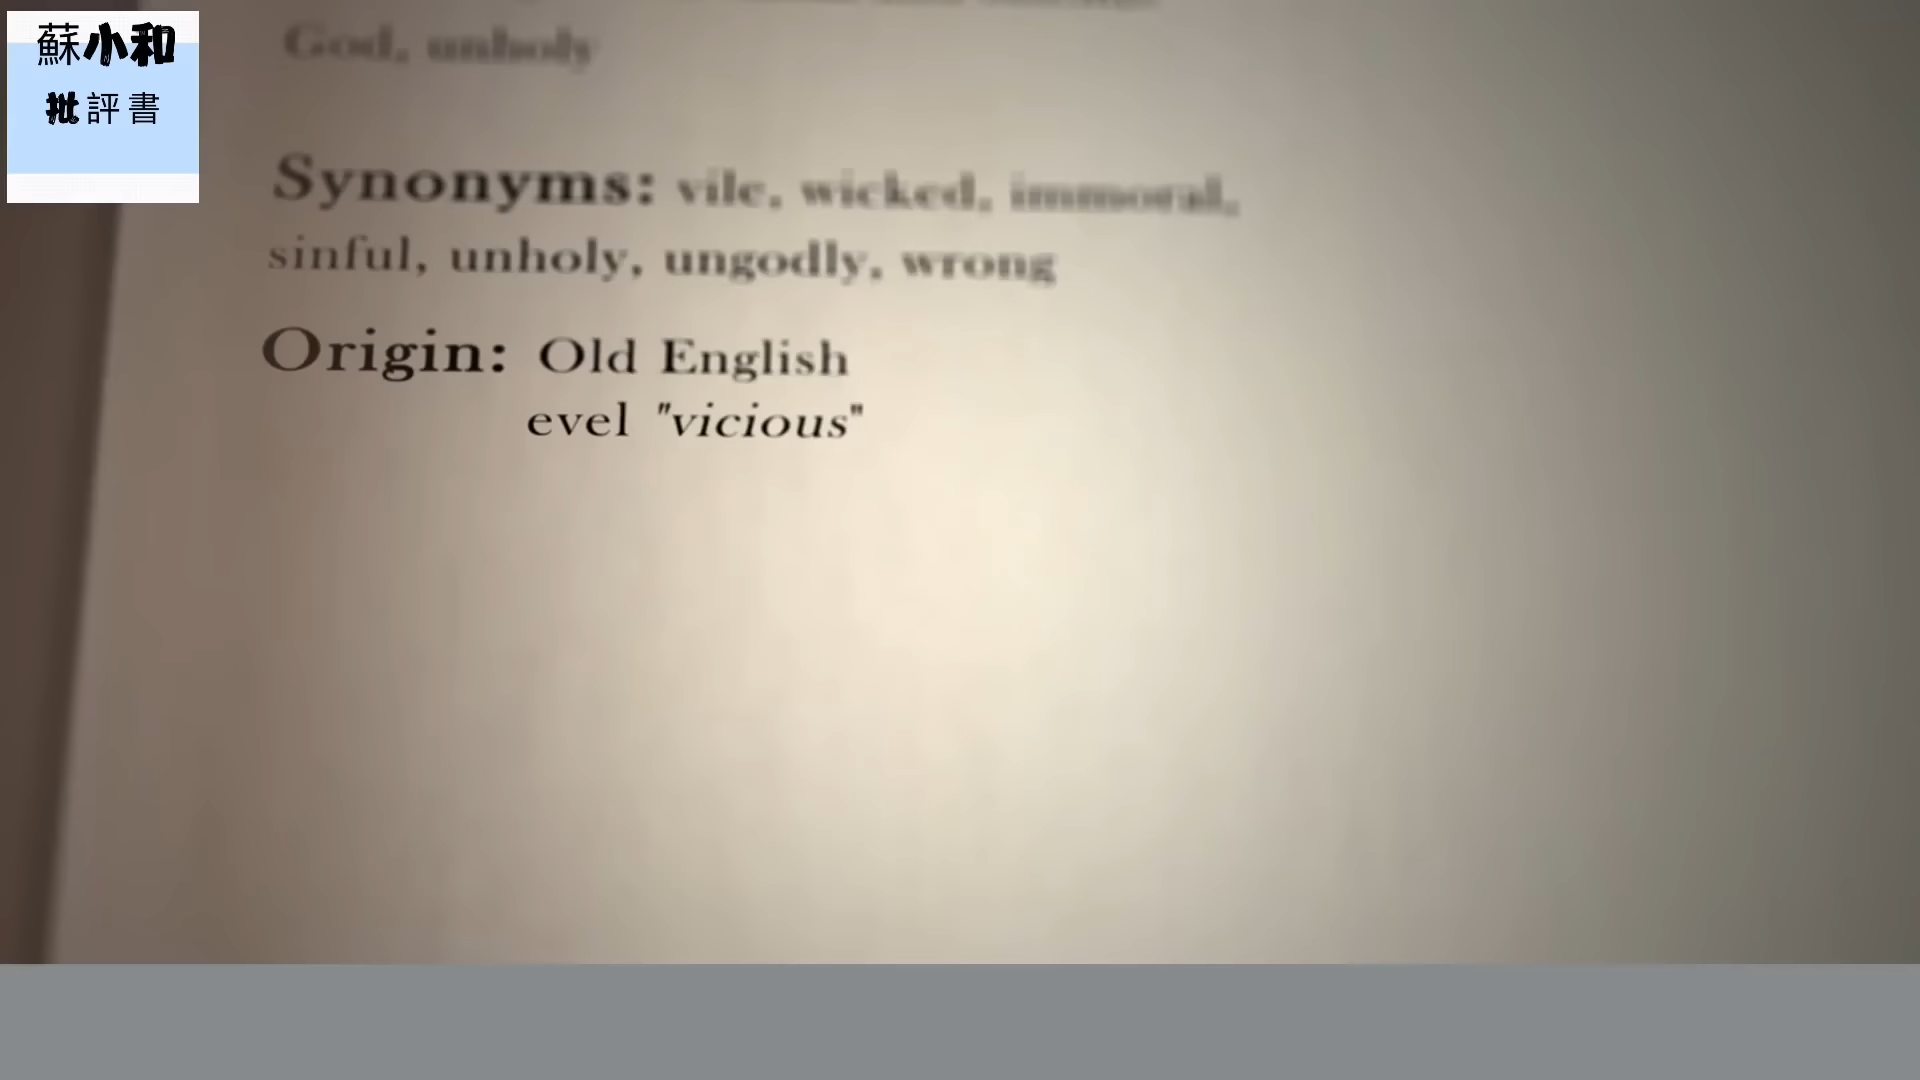 蘇小和
批評書
God, unholy
Synonyms: vile, wicked, immoral,
sinful, unholy, ungodly, wrong
Origin: Old English
evel "vicious"